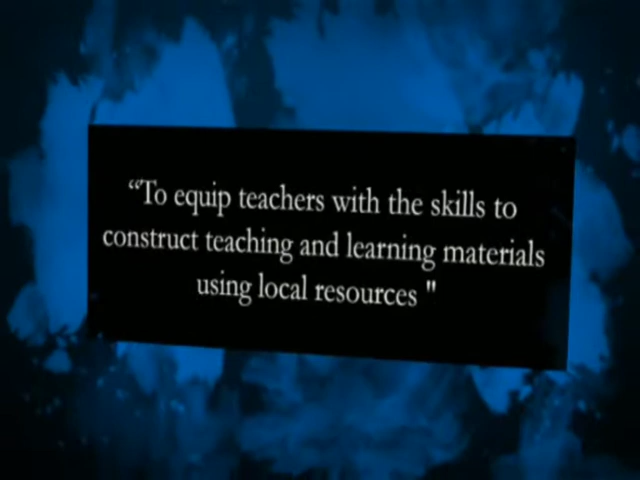 “To equip teachers with the skills to
construct teaching and learning materials
using local resources "